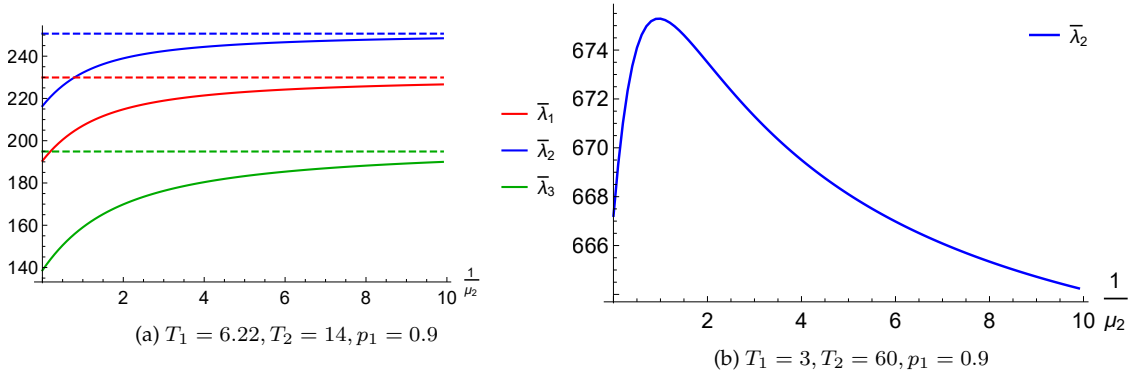 240
220
200
180
160
140
2
4
6
8
10
1/μ₂
λ̄₁
λ̄₂
λ̄₃
(a) T₁ = 6.22, T₂ = 14, p₁ = 0.9
674
672
670
668
666
2
4
6
8
10
1/μ₂
λ̄₂
(b) T₁ = 3, T₂ = 60, p₁ = 0.9